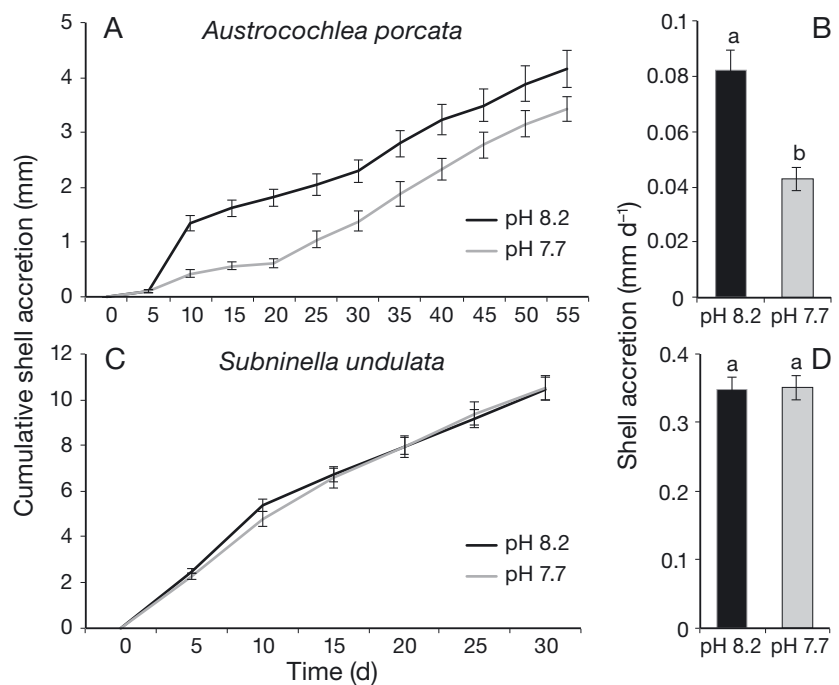 A
Austrocochlea porcata
5
4
3
2
1
0
0 5 10 15 20 25 30 35 40 45 50 55
pH 8.2
pH 7.7
B
0.1
0.08
0.06
0.04
0.02
0
a
b
pH 8.2 pH 7.7
C
Subninella undulata
12
10
8
6
4
2
0
0 5 10 15 20 25 30
pH 8.2
pH 7.7
Time (d)
Cumulative shell accretion (mm)
D
0.4
0.3
0.2
0.1
0
a a
pH 8.2 pH 7.7
Shell accretion (mm d⁻¹)